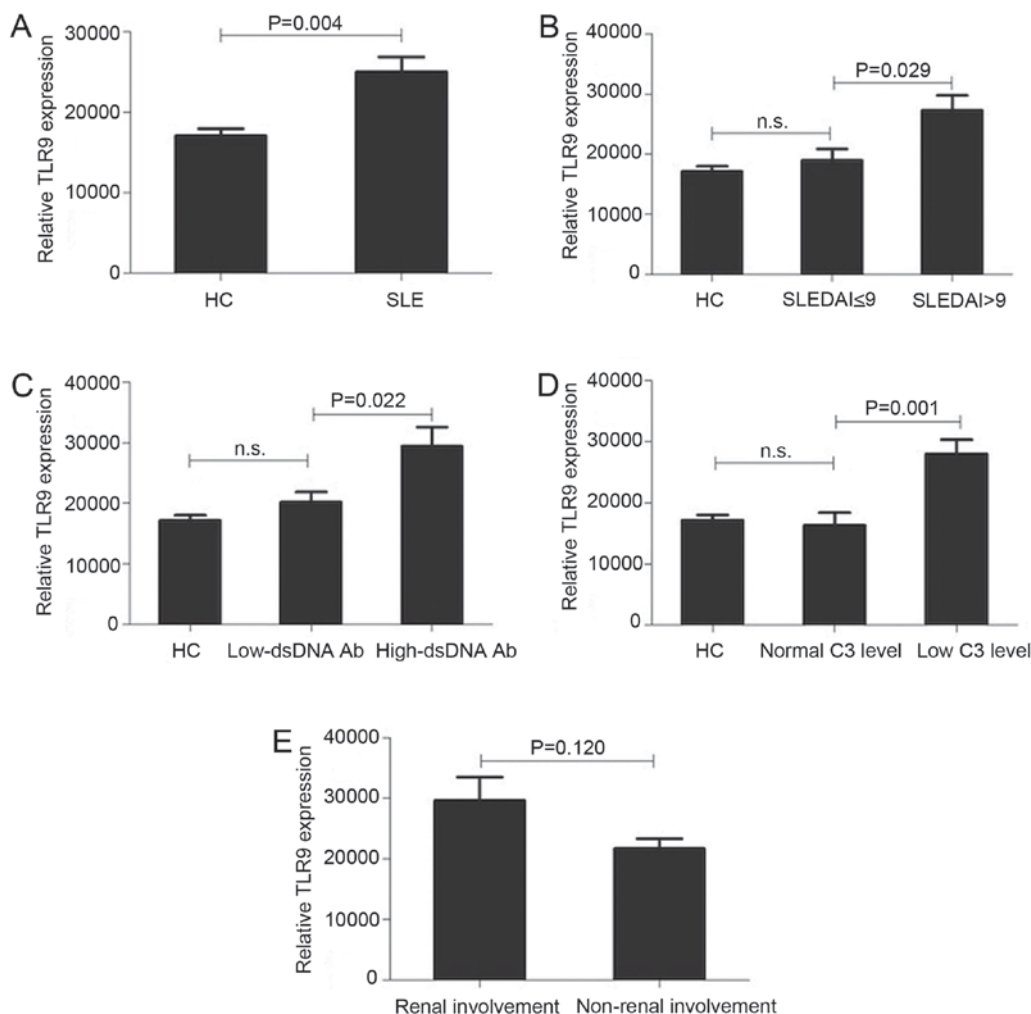 A
P=0.004
Relative TLR9 expression
30000
20000
10000
0
HC SLE
B
40000
P=0.029
n.s.
Relative TLR9 expression
30000
20000
10000
0
HC SLEDAI≤9 SLEDAI>9
C
40000
P=0.022
n.s.
Relative TLR9 expression
30000
20000
10000
0
HC Low-dsDNA Ab High-dsDNA Ab
D
40000
P=0.001
n.s.
Relative TLR9 expression
30000
20000
10000
0
HC Normal C3 level Low C3 level
E
40000
P=0.120
Relative TLR9 expression
30000
20000
10000
0
Renal involvement Non-renal involvement